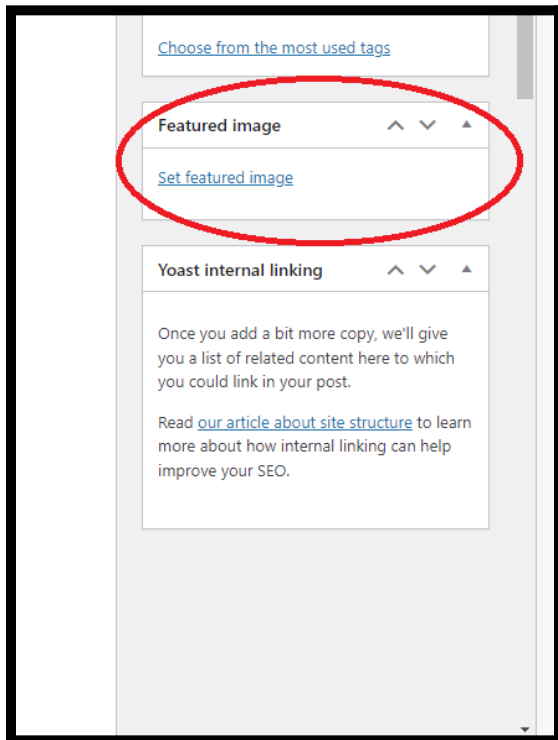 Choose from the most used tags
Featured image
Set featured image
Yoast internal linking
Once you add a bit more copy, we'll give
you a list of related content here to which
you could link in your post.
Read our article about site structure to learn
more about how internal linking can help
improve your SEO.